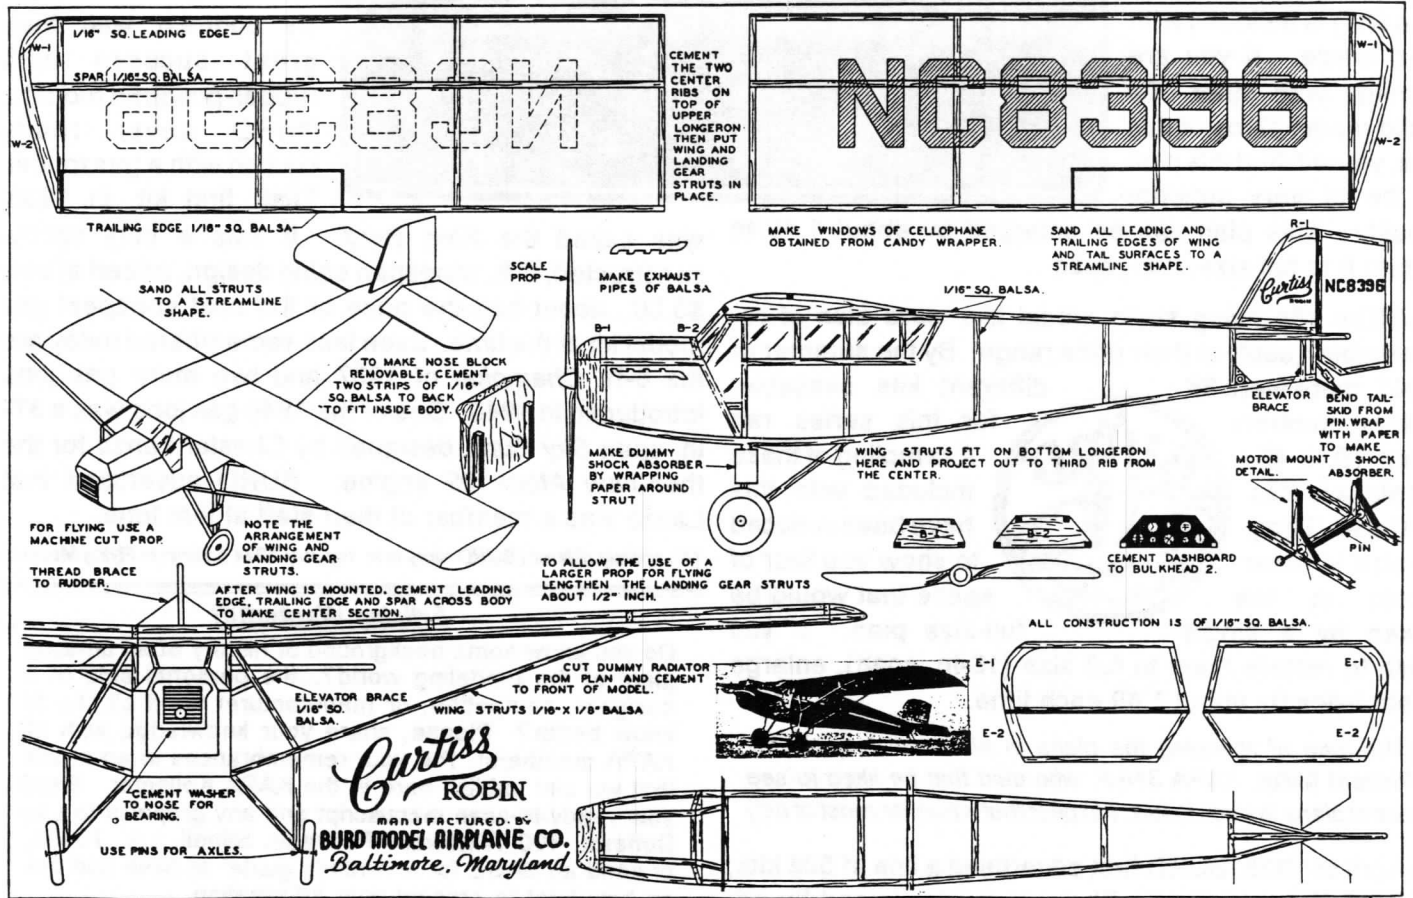 1/16" SQ. LEADING EDGE
W-1
SPAR 1/16" SQ. BALSA
W-2
NC8396
TRAILING EDGE 1/16" SQ. BALSA.
CEMENT
THE TWO
CENTER
RIBS ON
TOP OF
UPPER
LONGERON.
THEN PUT
WING AND
LANDING
GEAR
STRUTS IN
PLACE.
NC8396
W-1
W-2
MAKE WINDOWS OF CELLOPHANE
OBTAINED FROM CANDY WRAPPER.
SAND ALL LEADING AND
TRAILING EDGES OF WING
AND TAIL SURFACES TO A
STREAMLINE SHAPE.
R-1
SAND ALL STRUTS
TO A STREAMLINE
SHAPE.
SCALE
PROP
MAKE EXHAUST
PIPES OF BALSA
1/16" SQ. BALSA.
Curtiss
ROBIN
NC8396
B-1
B-2
TO MAKE NOSE BLOCK
REMOVABLE, CEMENT
TWO STRIPS OF 1/16"
SQ. BALSA TO BACK
TO FIT INSIDE BODY.
ELEVATOR
BRACE
BEND TAIL-
SKID FROM
PIN. WRAP
WITH PAPER
TO MAKE
SHOCK
ABSORBER.
MAKE DUMMY
SHOCK ABSORBER
BY WRAPPING
PAPER AROUND
STRUT
WING STRUTS FIT ON BOTTOM LONGERON
HERE AND PROJECT OUT TO THIRD RIB FROM
THE CENTER.
MOTOR MOUNT
DETAIL.
PIN
FOR FLYING USE A
MACHINE CUT PROP.
NOTE THE
ARRANGEMENT
OF WING AND
LANDING GEAR
STRUTS.
B-1
B-2
CEMENT DASHBOARD
TO BULKHEAD 2.
THREAD BRACE
TO RUDDER.
TO ALLOW THE USE OF A
LARGER PROP FOR FLYING
LENGTHEN THE LANDING GEAR STRUTS
ABOUT 1/2" INCH.
AFTER WING IS MOUNTED, CEMENT LEADING
EDGE, TRAILING EDGE AND SPAR ACROSS BODY
TO MAKE CENTER SECTION.
ALL CONSTRUCTION IS OF 1/16" SQ. BALSA.
E-1
E-2
E-1
E-2
CUT DUMMY RADIATOR
FROM PLAN AND CEMENT
TO FRONT OF MODEL.
ELEVATOR BRACE
1/16" SQ.
BALSA.
WING STRUTS 1/16" X 1/8" BALSA
CEMENT WASHER
TO NOSE FOR
BEARING.
USE PINS FOR AXLES.
Curtiss
ROBIN
MANUFACTURED BY
BURD MODEL AIRPLANE CO.
Baltimore, Maryland